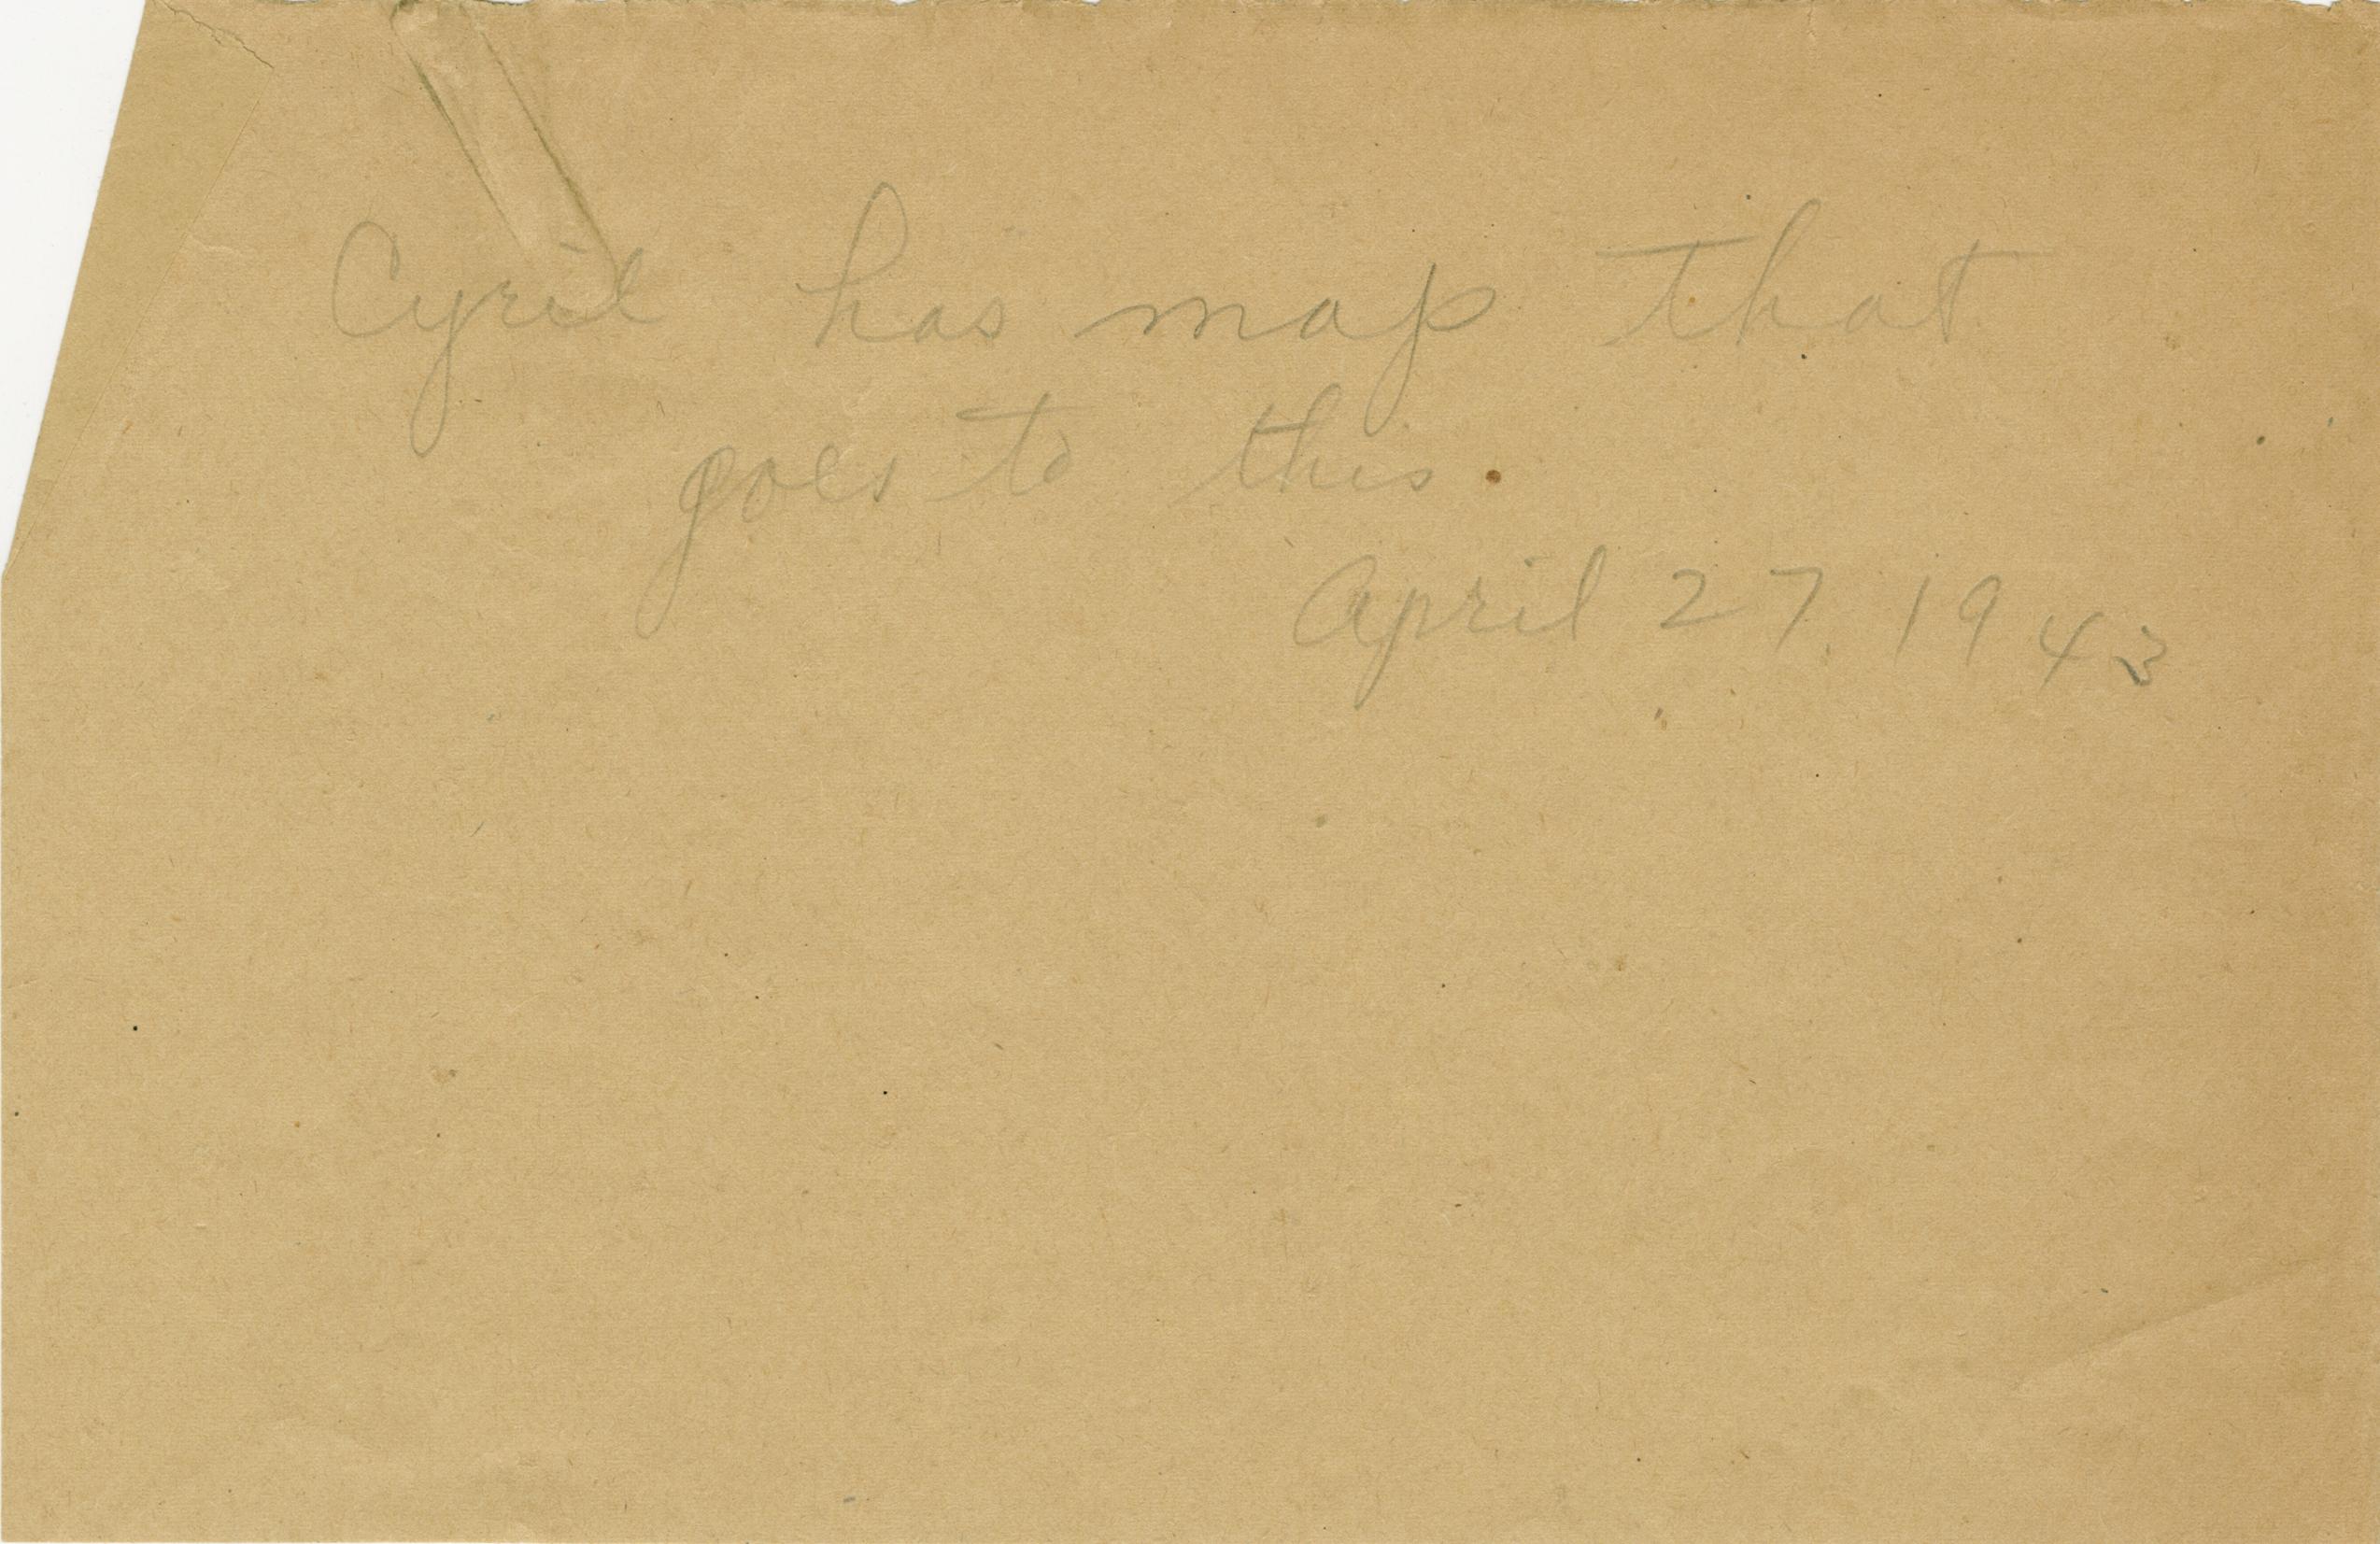 Cyril has map that
goes to this.
April 27, 1943